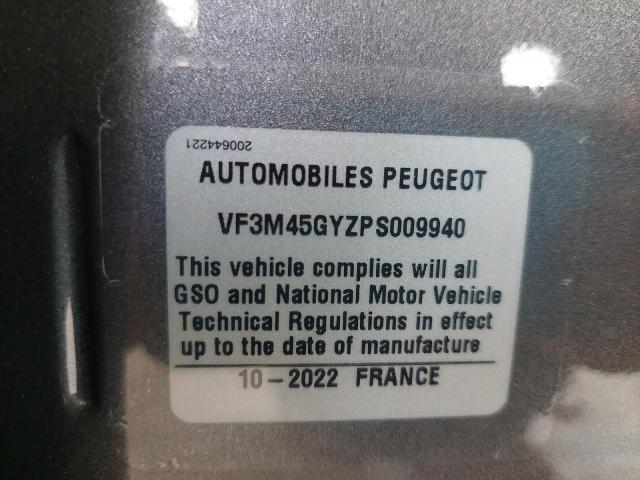 200644221
AUTOMOBILES PEUGEOT
VF3M45GYZPS009940
This vehicle complies will all
GSO and National Motor Vehicle
Technical Regulations in effect
up to the date of manufacture
10-2022 FRANCE